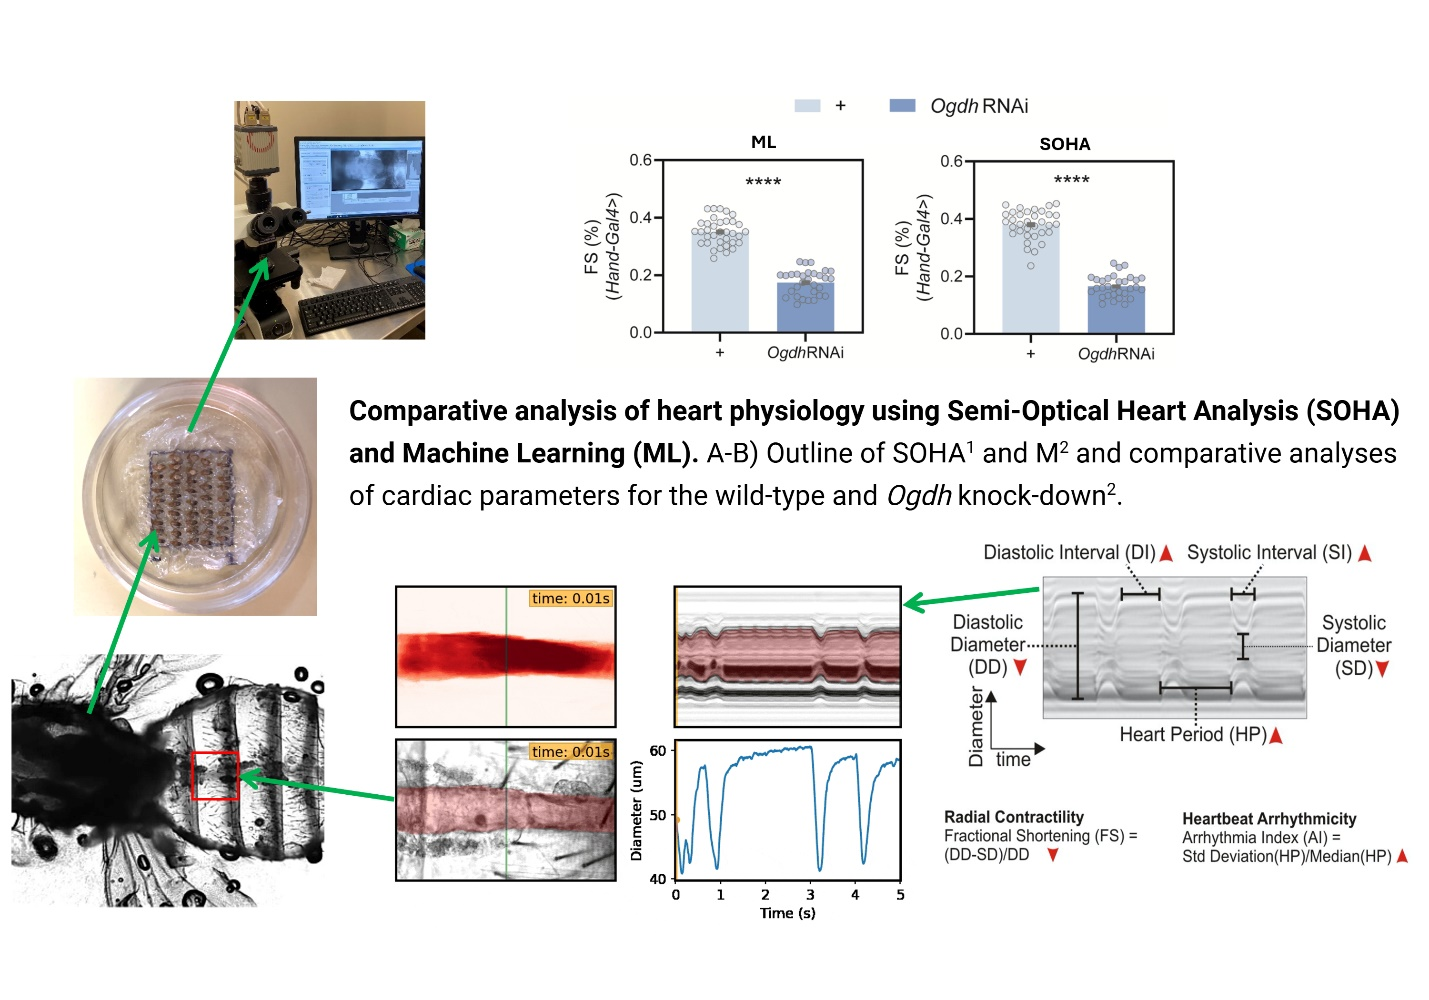 + Ogdh RNAi
ML
0.6
0.4
0.2
0.0
FS (%)
(Hand-Gal4>)
****
+
OgdhRNAi
SOHA
0.6
0.4
0.2
0.0
FS (%)
(Hand-Gal4>)
****
+
OgdhRNAi
Comparative analysis of heart physiology using Semi-Optical Heart Analysis (SOHA)
and Machine Learning (ML). A-B) Outline of SOHA¹ and M² and comparative analyses
of cardiac parameters for the wild-type and Ogdh knock-down².
time: 0.01s
time: 0.01s
Diameter (um)
60
50
40
0 1 2 3 4 5
Time (s)
Diastolic Interval (DI) Systolic Interval (SI)
Diastolic
Diameter
(DD)
Systolic
Diameter
(SD)
Diameter
time
Heart Period (HP)
Radial Contractility
Fractional Shortening (FS) =
(DD-SD)/DD
Heartbeat Arrhythmicity
Arrhythmia Index (AI) =
Std Deviation(HP)/Median(HP)